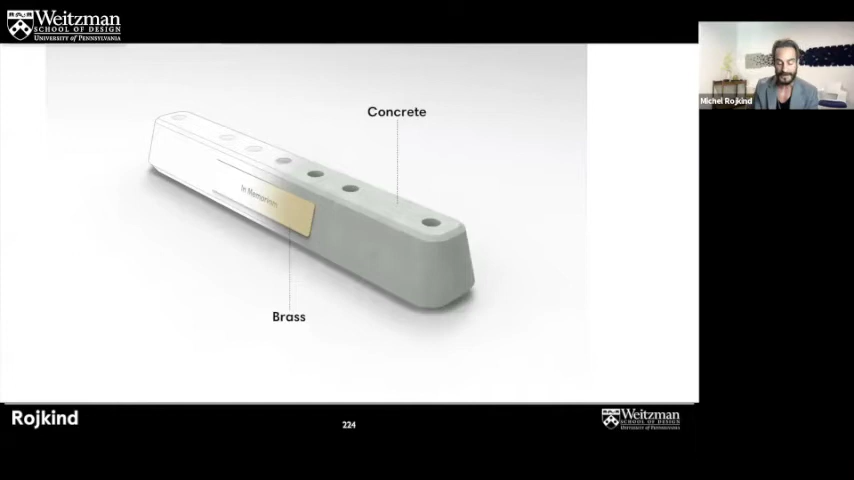 Weitzman
SCHOOL OF DESIGN
UNIVERSITY OF PENNSYLVANIA
Michel Rojkind
Concrete
In Memoriam
Brass
Rojkind
224
Weitzman
SCHOOL OF DESIGN
UNIVERSITY OF PENNSYLVANIA